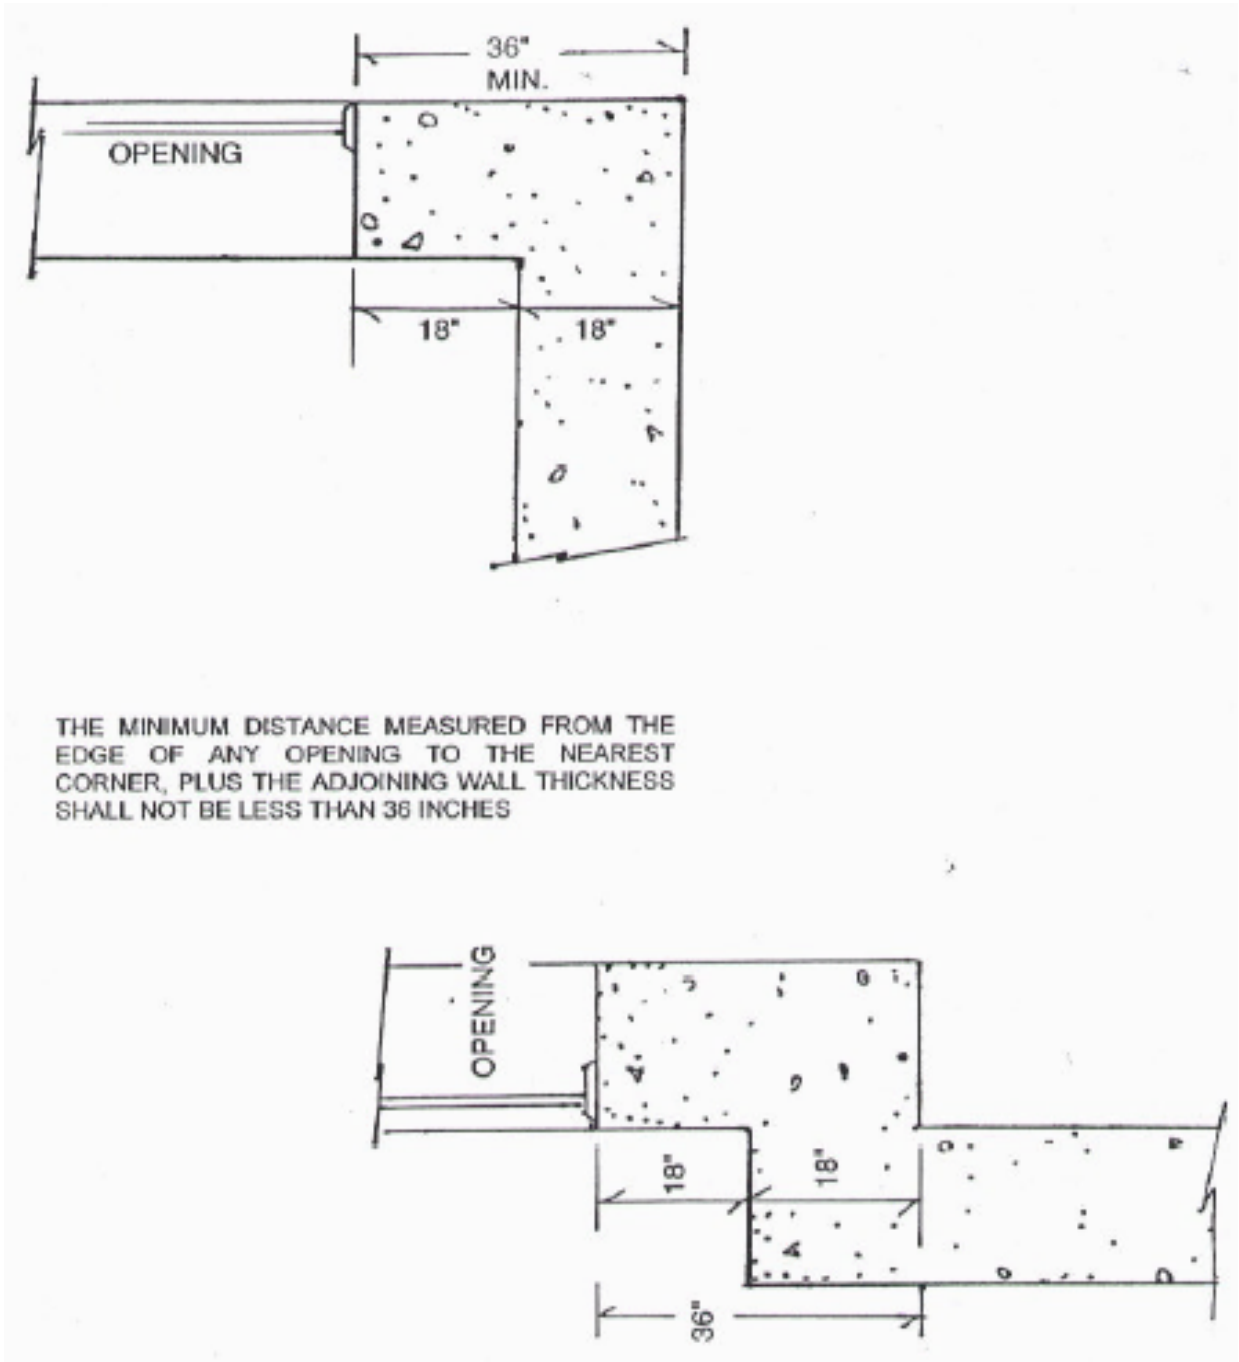 36"
MIN.
OPENING
18"
18"
THE MINIMUM DISTANCE MEASURED FROM THE
EDGE OF ANY OPENING TO THE NEAREST
CORNER, PLUS THE ADJOINING WALL THICKNESS
SHALL NOT BE LESS THAN 36 INCHES
OPENING
18"
18"
36"